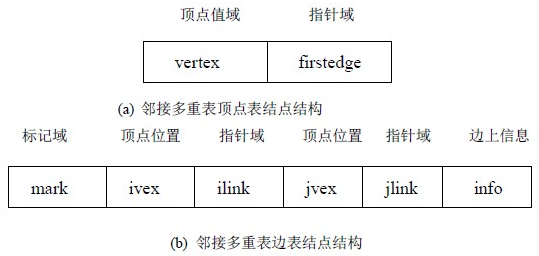 顶点值域 指针域
vertex firstedge
(a) 邻接多重表顶点表结点结构
标记域 顶点位置 指针域 顶点位置 指针域 边上信息
mark ivex ilink jvex jlink info
(b) 邻接多重表边表结点结构